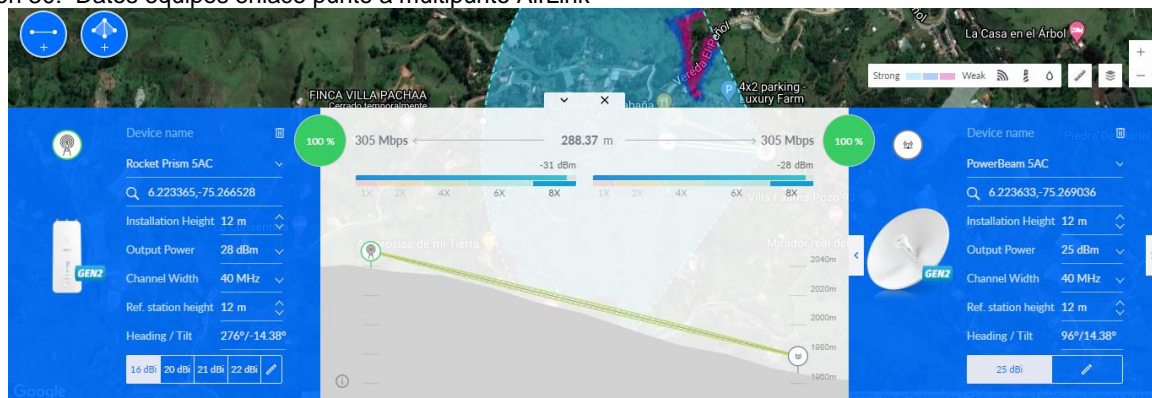 Datos equipos enlace punto a multipunto AirLink
La Casa en el Árbol
Strong Weak
Vereda El Peñol
FINCA VILLA PACHAA
Cerrado temporalmente
4x2 parking -
Luxury Farm
Device name
Rocket Prism 5AC
6.223365,-75.266528
Installation Height 12 m
Output Power 28 dBm
Channel Width 40 MHz
Ref. station height 12 m
Heading / Tilt 276°/-14.38°
16 dBi 20 dBi 21 dBi 22 dBi
GEN2
100 %
305 Mbps 288.37 m 305 Mbps
-31 dBm -28 dBm
1X 2X 4X 6X 8X 1X 2X 4X 6X 8X
2040m
2020m
2000m
1980m
1960m
100 %
Device name
PowerBeam 5AC
6.223633,-75.269036
Installation Height 12 m
Output Power 25 dBm
Channel Width 40 MHz
Ref. station height 12 m
Heading / Tilt 96°/14.38°
25 dBi
GEN2
Google